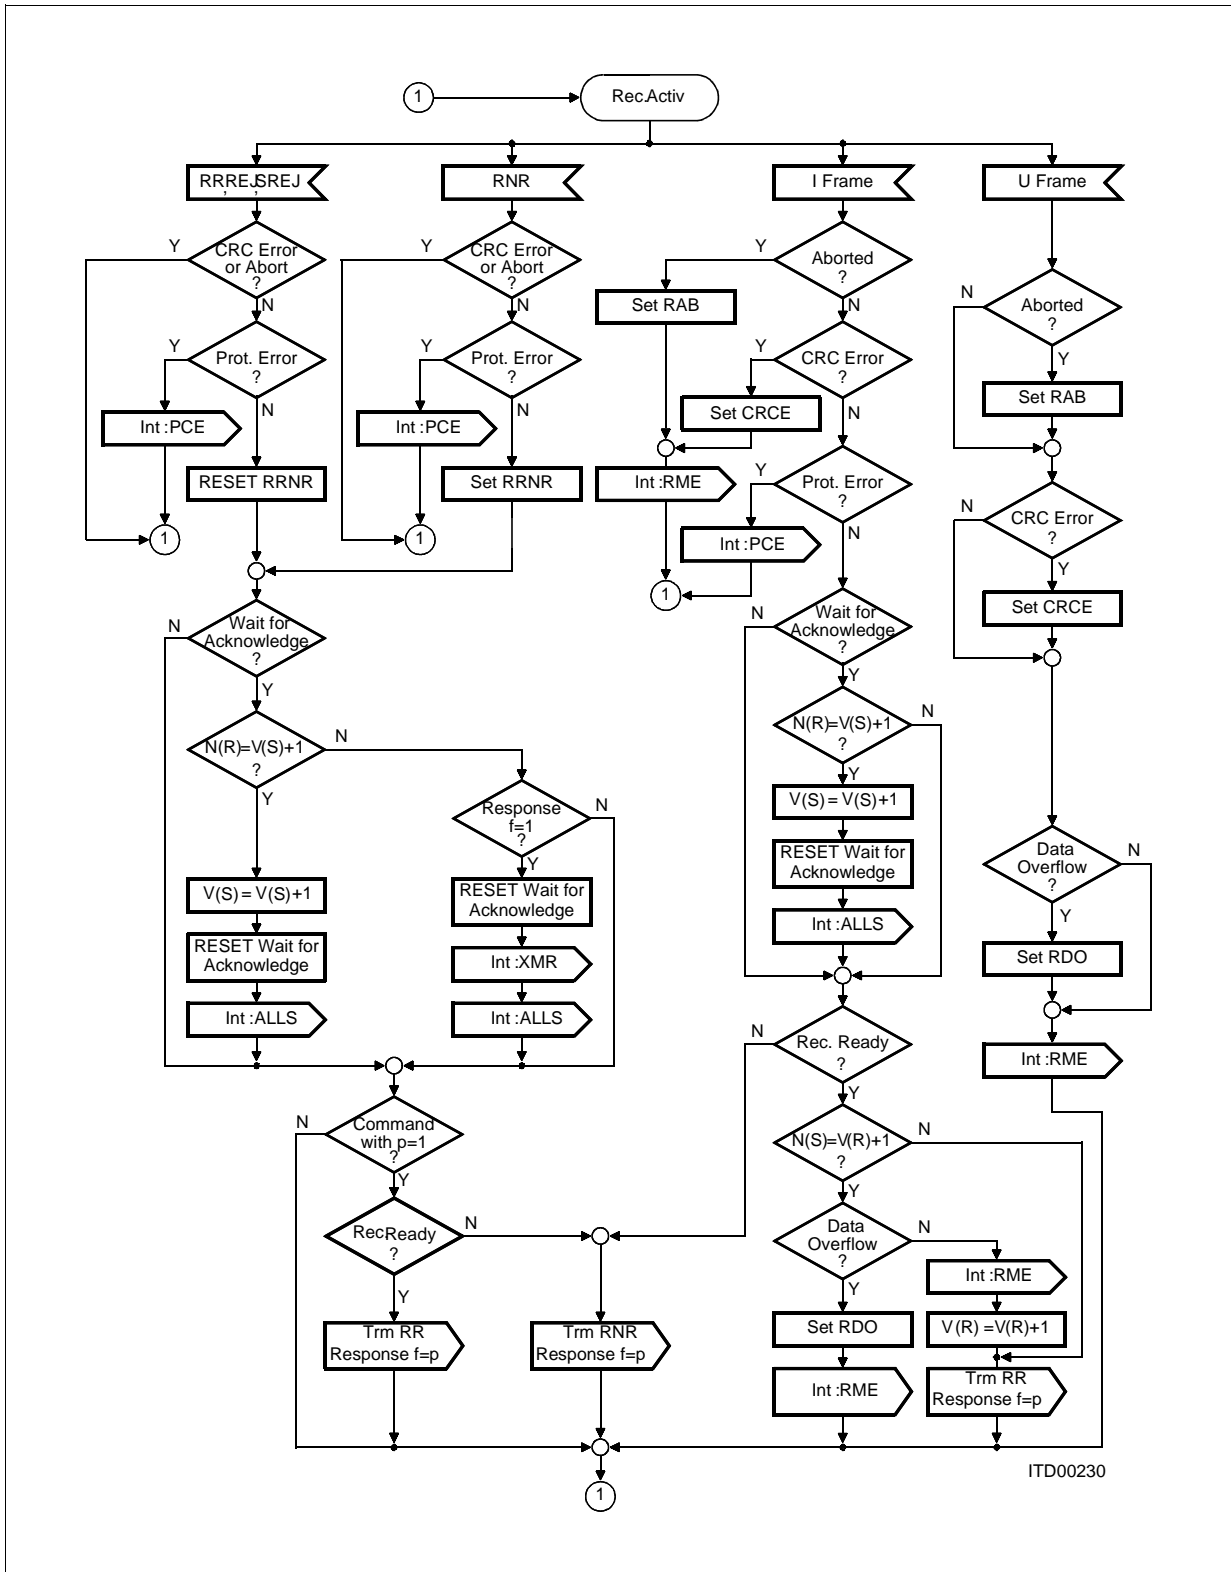 1
Rec.Activ
RR,REJ,SREJ
RNR
I Frame
U Frame
Y
CRC Error
or Abort
?
N
Y
CRC Error
or Abort
?
N
Y
Aborted
?
N
N
Aborted
?
Y
Set RAB
Set RAB
Y
Prot. Error
?
N
Y
Prot. Error
?
N
Y
CRC Error
?
N
Int :PCE
Int :PCE
Set CRCE
RESET RRNR
Set RRNR
Int :RME
Y
Prot. Error
?
N
N
CRC Error
?
Y
1
1
Int :PCE
1
Set CRCE
N
Wait for
Acknowledge
?
Y
N
Wait for
Acknowledge
?
Y
N(R)=V(S)+1
?
N
Y
N(R)=V(S)+1
?
N
Y
Response
f=1
?
N
Y
V(S) = V(S)+1
RESET Wait for
Acknowledge
Int :ALLS
Data
Overflow
?
N
Y
V(S) = V(S)+1
RESET Wait for
Acknowledge
RESET Wait for
Acknowledge
Int :XMR
Int :ALLS
Int :ALLS
Set RDO
Int :RME
N
Rec. Ready
?
Y
N
Command
with p=1
?
Y
N(S)=V(R)+1
?
N
Y
RecReady
?
N
Y
Data
Overflow
?
N
Y
Int :RME
V(R) =V(R)+1
Trm RR
Response f=p
Trm RNR
Response f=p
Set RDO
Int :RME
Trm RR
Response f=p
ITD00230
1